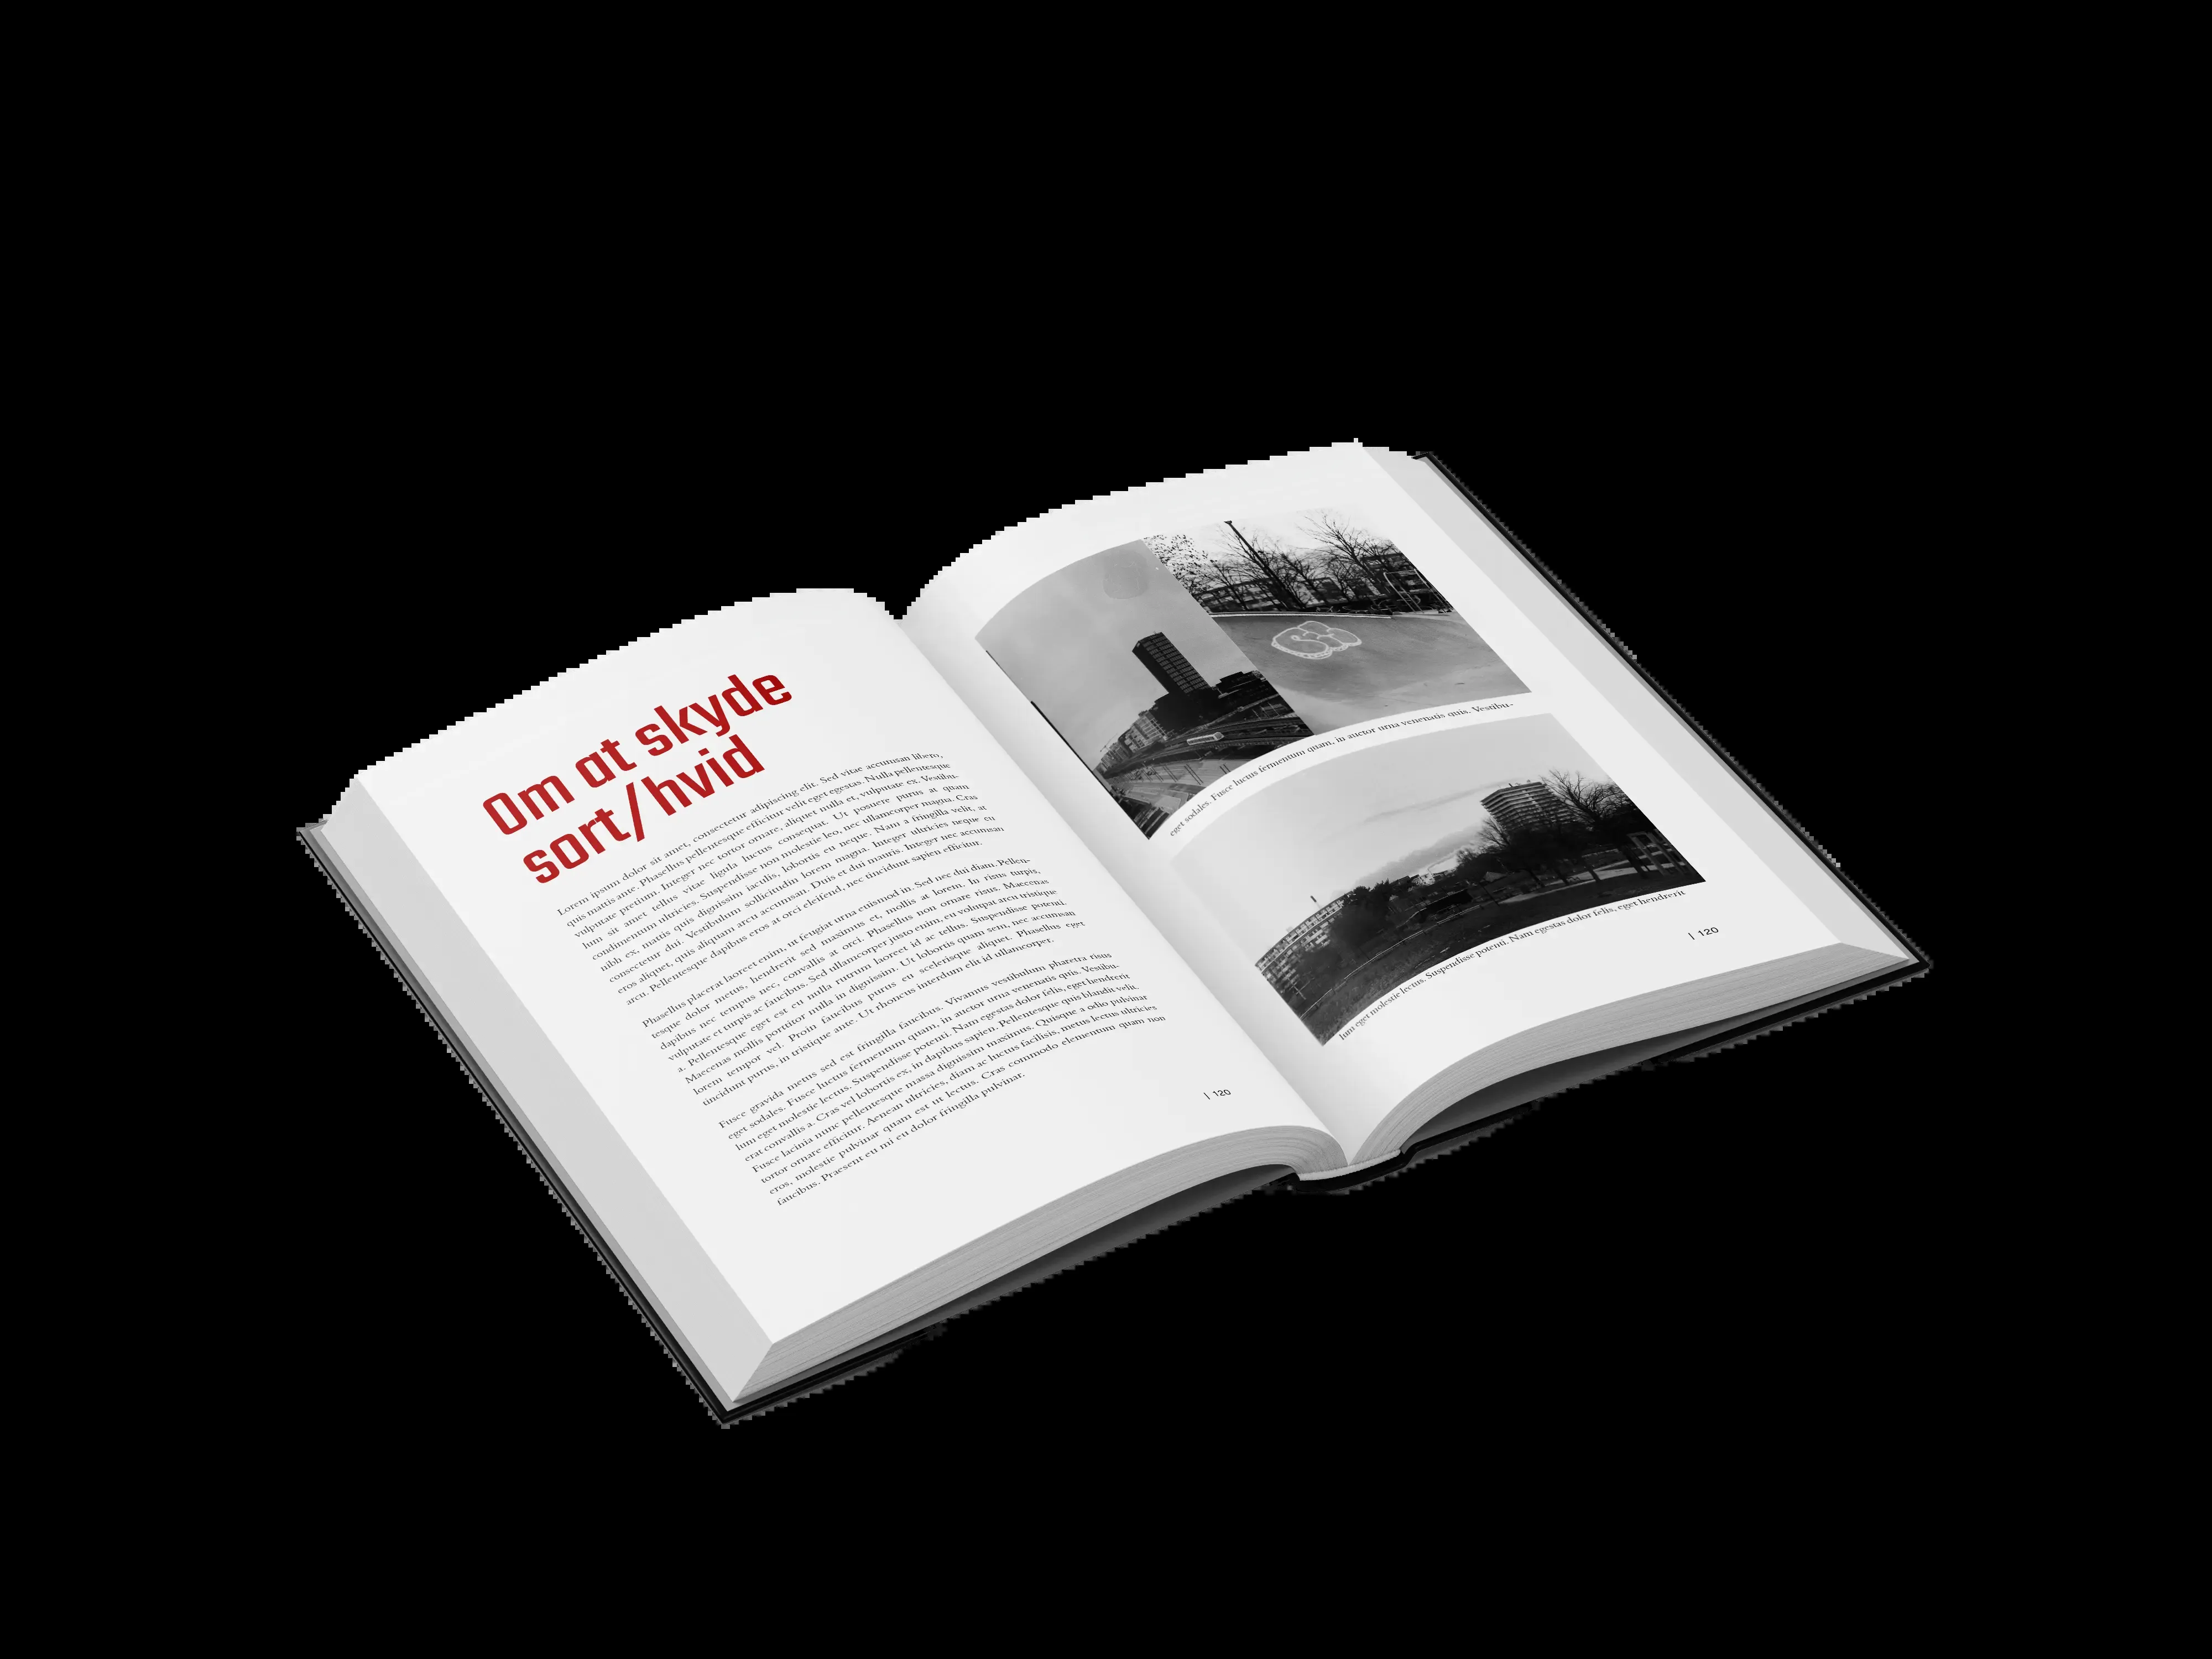 Om at skyde
sort/hvid
Lorem ipsum dolor sit amet, consectetur adipiscing elit. Sed vitae accumsan libero,
quis mattis ante. Phasellus pellentesque efficitur velit eget egestas. Nulla pellentesque
vulputate pretium. Integer nec tortor ornare, aliquet nulla et, vulputate ex. Vestibu-
lum sit amet tellus vitae ligula luctus consequat. Ut posuere purus at quam
condimentum ultricies. Suspendisse non molestie leo, nec ullamcorper magna. Cras
nibh ex, mattis quis dignissim iaculis, lobortis eu neque. Nam a fringilla velit, at
consectetur dui. Vestibulum sollicitudin lorem magna. Integer ultricies neque eu
eros aliquet, quis aliquam arcu accumsan. Duis et dui mauris. Integer nec accumsan
arcu. Pellentesque dapibus eros at orci eleifend, nec tincidunt sapien efficitur.
Phasellus placerat laoreet enim, ut feugiat urna euismod in. Sed nec dui diam. Pellen-
tesque dolor metus, hendrerit sed maximus et, mollis at lorem. In risus turpis,
dapibus nec tempus nec, convallis at orci. Phasellus non ornare risus. Maecenas
vulputate et turpis ac faucibus. Sed ullamcorper justo enim, eu volutpat arcu tristique
a. Pellentesque eget est eu nulla rutrum laoreet id ac tellus. Suspendisse potenti.
Maecenas mollis porttitor nulla in dignissim. Ut lobortis quam sem, nec accumsan
lorem tempor vel. Proin faucibus purus eu scelerisque aliquet. Phasellus eget
tincidunt purus, in tristique ante. Ut rhoncus interdum elit id ullamcorper.
Fusce gravida metus sed est fringilla faucibus. Vivamus vestibulum pharetra risus
eget sodales. Fusce luctus fermentum quam, in auctor urna venenatis quis. Vestibu-
lum eget molestie lectus. Suspendisse potenti. Nam egestas dolor felis, eget hendrerit
erat convallis a. Cras vel lobortis ex, in dapibus sapien. Pellentesque quis blandit velit.
Fusce lacinia nunc pellentesque massa dignissim maximus. Quisque a odio pulvinar
tortor ornare efficitur. Aenean ultricies, diam ac luctus facilisis, metus lectus ultricies
eros, molestie pulvinar quam est ut lectus. Cras commodo elementum quam non
faucibus. Praesent eu mi eu dolor fringilla pulvinar.
| 120
eget sodales. Fusce luctus fermentum quam, in auctor urna venenatis quis. Vestibu-
lum eget molestie lectus. Suspendisse potenti. Nam egestas dolor felis, eget hendrerit
| 120